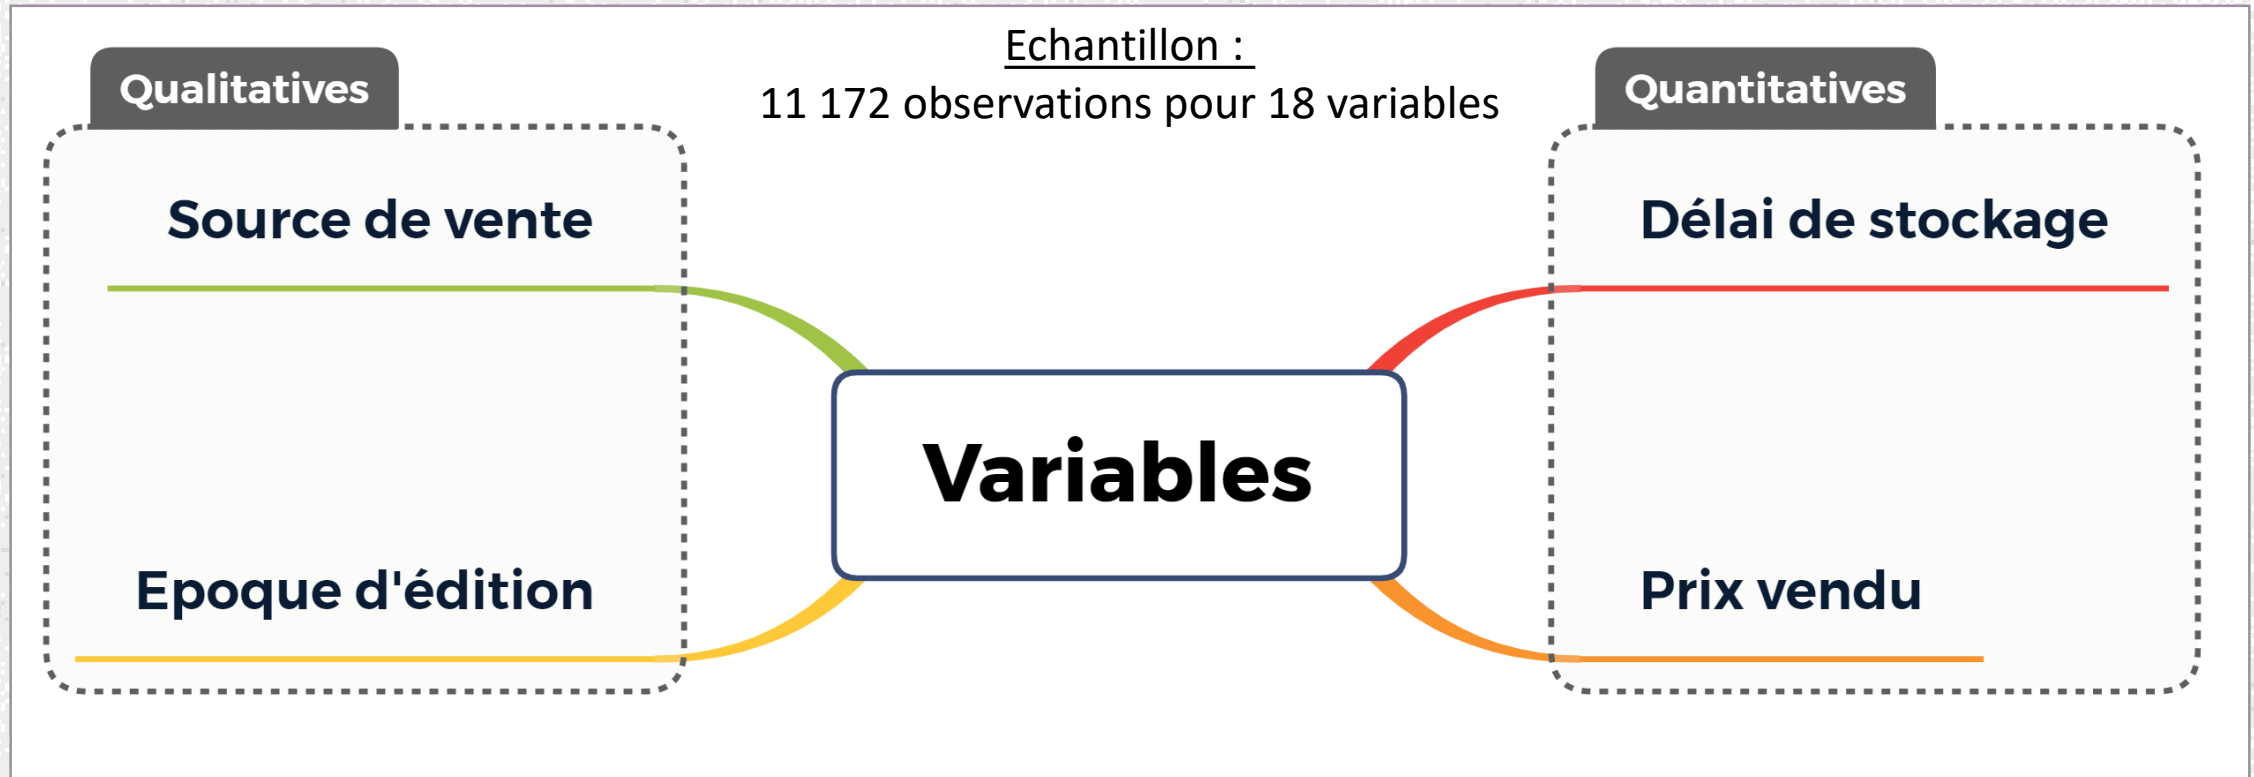 Echantillon :
11 172 observations pour 18 variables
Qualitatives
Source de vente
Epoque d'édition
Variables
Quantitatives
Délai de stockage
Prix vendu